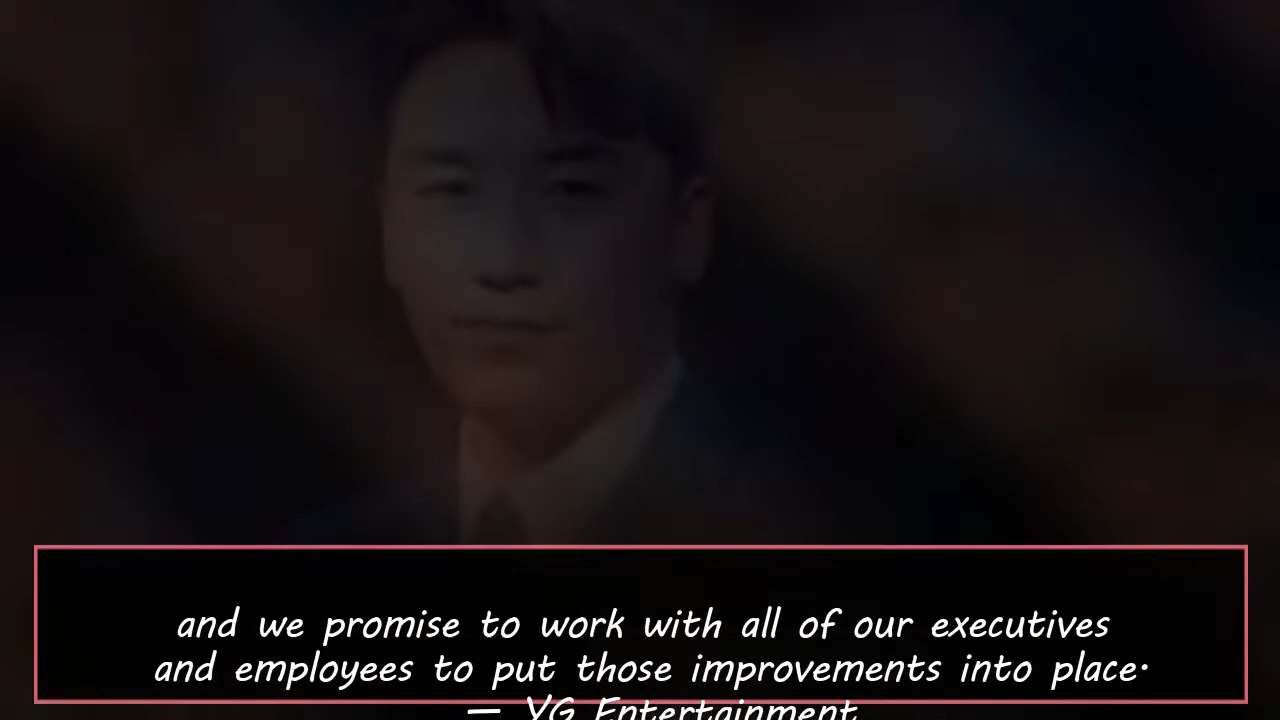 and we promise to work with all of our executives
and employees to put those improvements into place.
— YG Entertainment